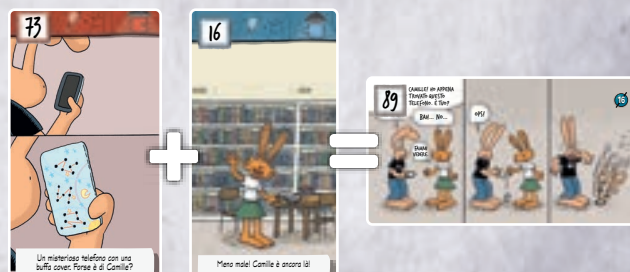 73
Un misterioso telefono con una
buffa cover. Forse è di Camille?
+
16
Meno male! Camille è ancora là!
=
89
CAMILLE! HO APPENA
TROVATO QUESTO
TELEFONO. È TUO?
BAH... NO...
FAMMI
VEDERE.
OPS!
16